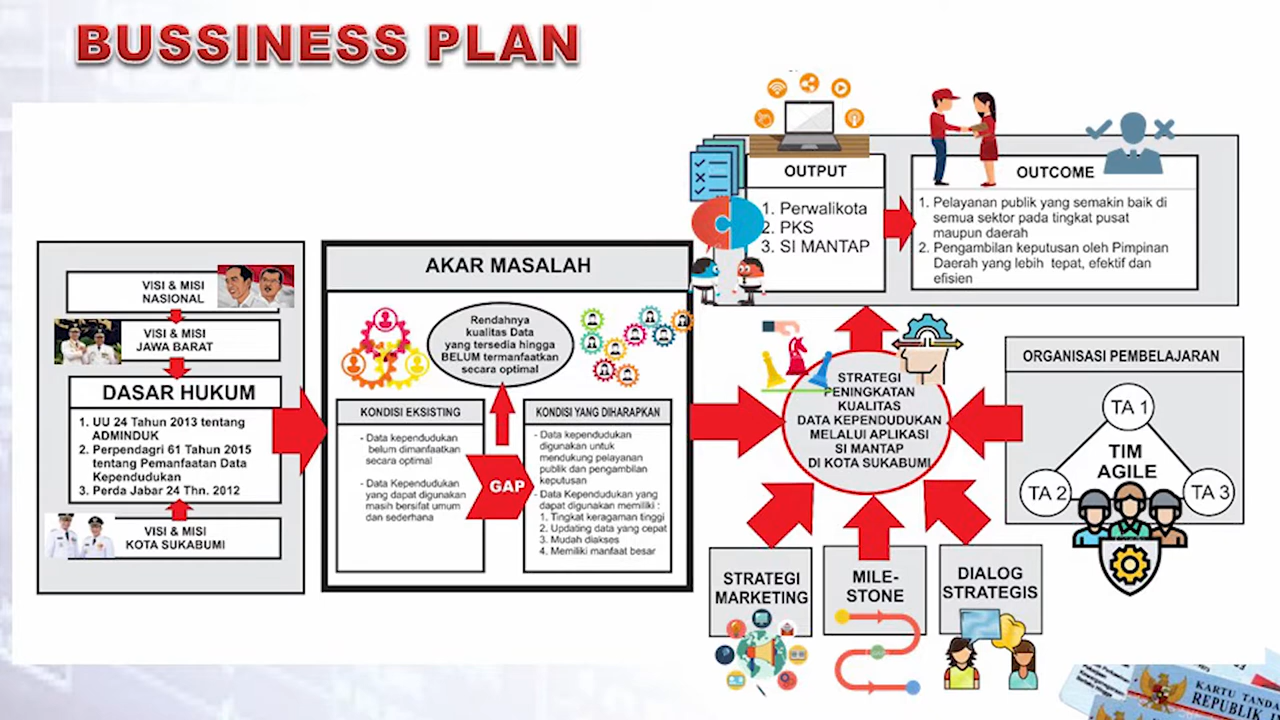 BUSSINESS PLAN
VISI & MISI
NASIONAL
VISI & MISI
JAWA BARAT
DASAR HUKUM
1. UU 24 Tahun 2013 tentang
ADMINDUK
2. Perpendagri 61 Tahun 2015
tentang Pemanfaatan Data
Kependudukan
3. Perda Jabar 24 Thn. 2012
VISI & MISI
KOTA SUKABUMI
AKAR MASALAH
Rendahnya
kualitas Data
yang tersedia hingga
BELUM termanfaatkan
secara optimal
KONDISI EKSISTING
- Data kependudukan
belum dimanfaatkan
secara optimal
- Data Kependudukan
yang dapat digunakan
masih bersifat umum
dan sederhana
GAP
KONDISI YANG DIHARAPKAN
- Data kependudukan
digunakan untuk
mendukung pelayanan
publik dan pengambilan
keputusan
- Data Kependudukan yang
dapat digunakan memiliki :
1. Tingkat keragaman tinggi
2. Updating data yang cepat
3. Mudah diakses
4. Memiliki manfaat besar
OUTPUT
1. Perwalikota
2. PKS
3. SI MANTAP
OUTCOME
1. Pelayanan publik yang semakin baik di
semua sektor pada tingkat pusat
maupun daerah
2. Pengambilan keputusan oleh Pimpinan
Daerah yang lebih tepat, efektif dan
efisien
STRATEGI
PENINGKATAN
KUALITAS
DATA KEPENDUDUKAN
MELALUI APLIKASI
SI MANTAP
DI KOTA SUKABUMI
ORGANISASI PEMBELAJARAN
TA 1
TIM
AGILE
TA 2
TA 3
STRATEGI
MARKETING
MILE-
STONE
DIALOG
STRATEGIS
KARTU TANDA
REPUBLIK